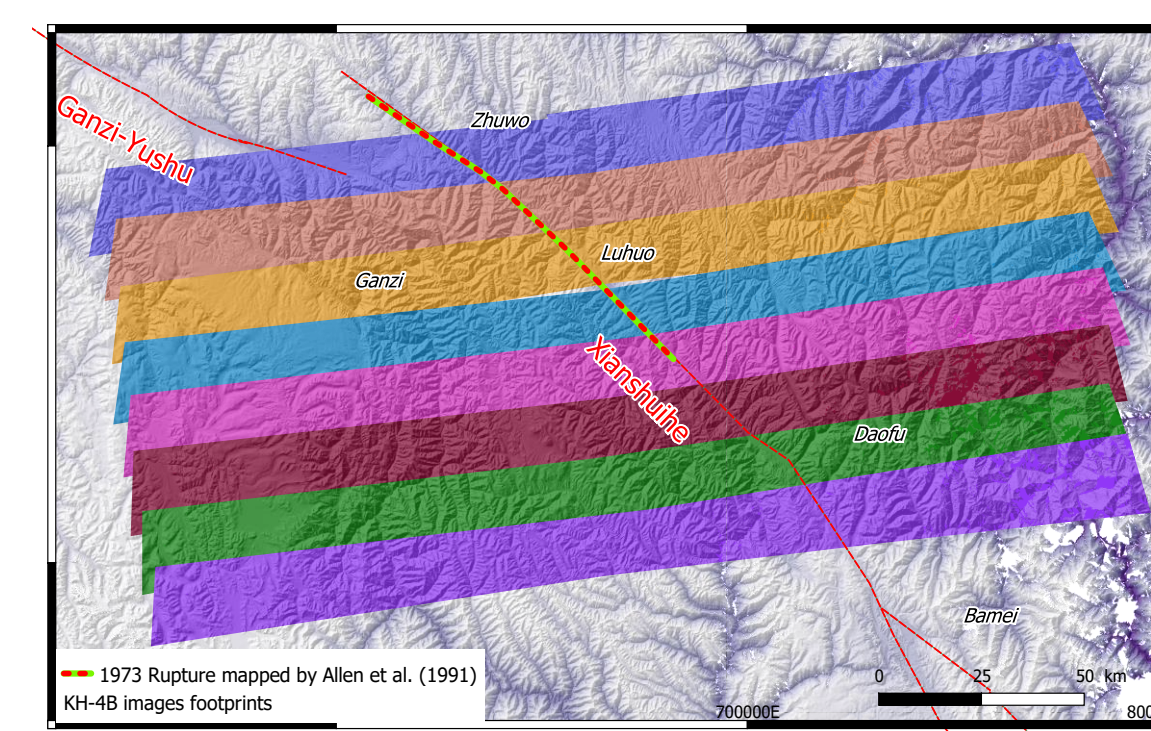 Zhuwo
Ganzi-Yushu
Luhuo
Ganzi
Xianshuihe
Daofu
Bamei
1973 Rupture mapped by Allen et al. (1991)
KH-4B images footprints
0 25 50 km
700000E
800